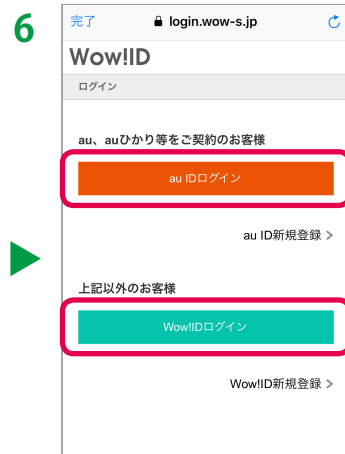 6
完了
login.wow-s.jp
Wow!ID
ログイン
au、auひかり等をご契約のお客様
au IDログイン
au ID新規登録
上記以外のお客様
Wow!IDログイン
Wow!ID新規登録